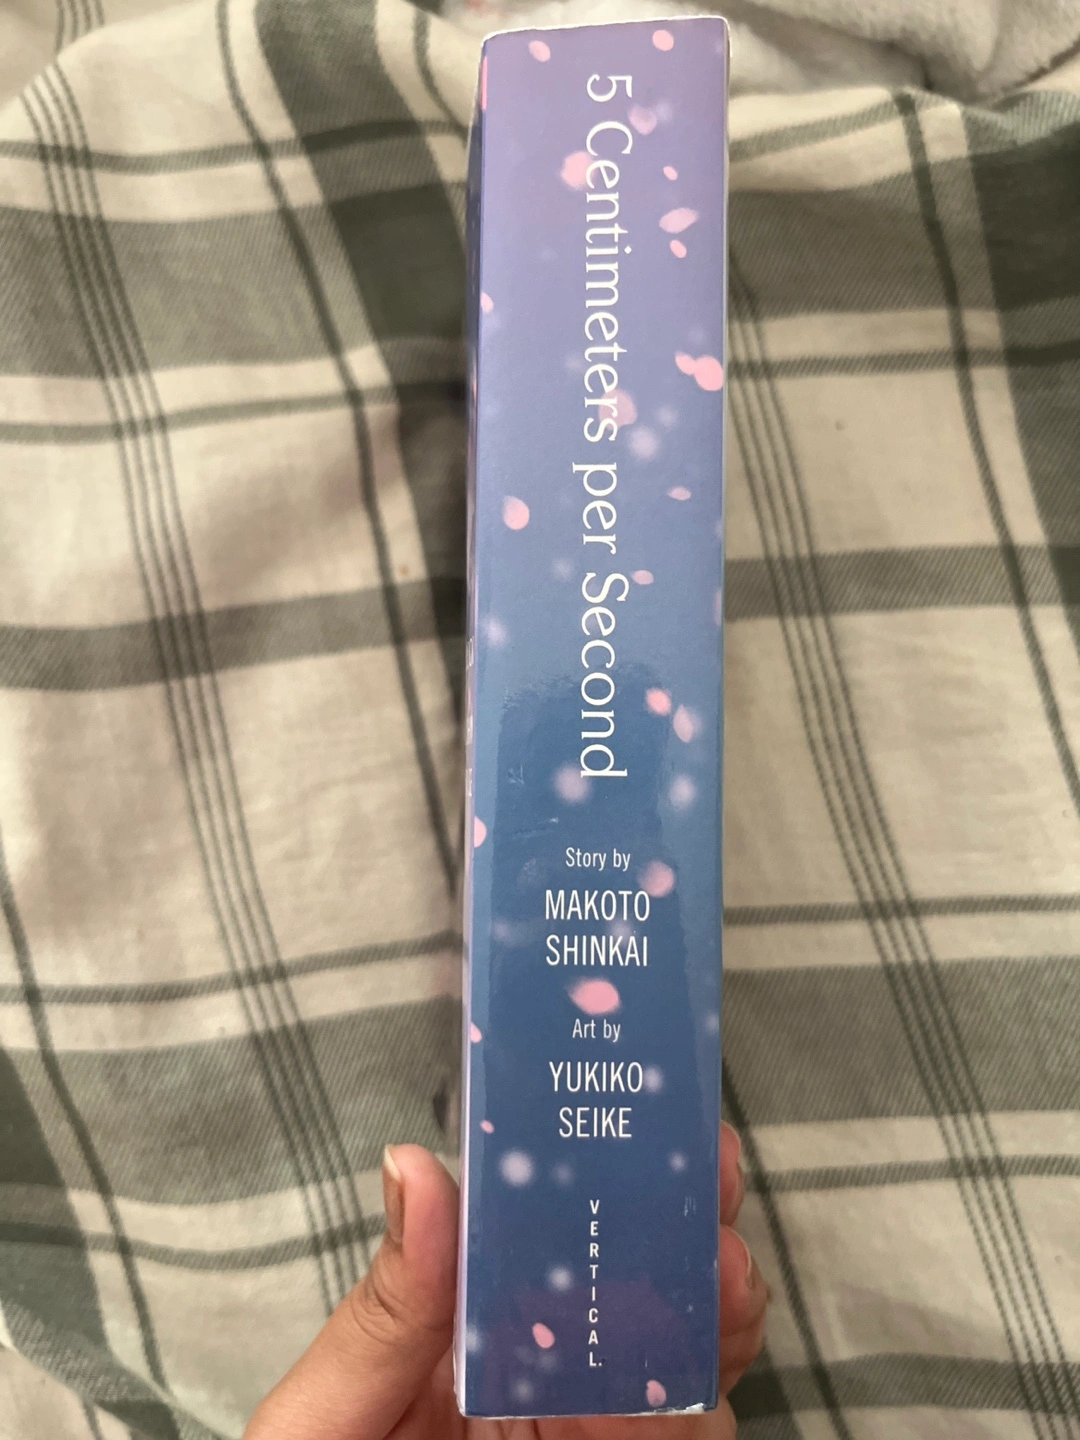 5 Centimeters per Second
Story by
MAKOTO
SHINKAI
Art by
YUKIKO
SEIKE
VERTICAL.